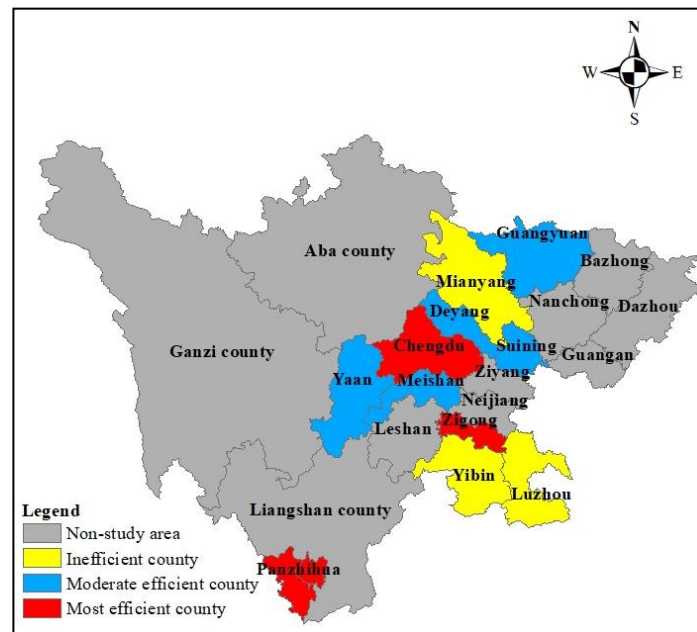 N
W E
S
Guangyuan
Aba county
Bazhong
Mianyang
Nanchong
Dazhou
Deyang
Chengdu
Suining
Ganzi county
Guangan
Ziyang
Yaan
Meishan
Neijiang
Zigong
Leshan
Yibin
Luzhou
Liangshan county
Panzhihua
Legend
Non-study area
Inefficient county
Moderate efficient county
Most efficient county